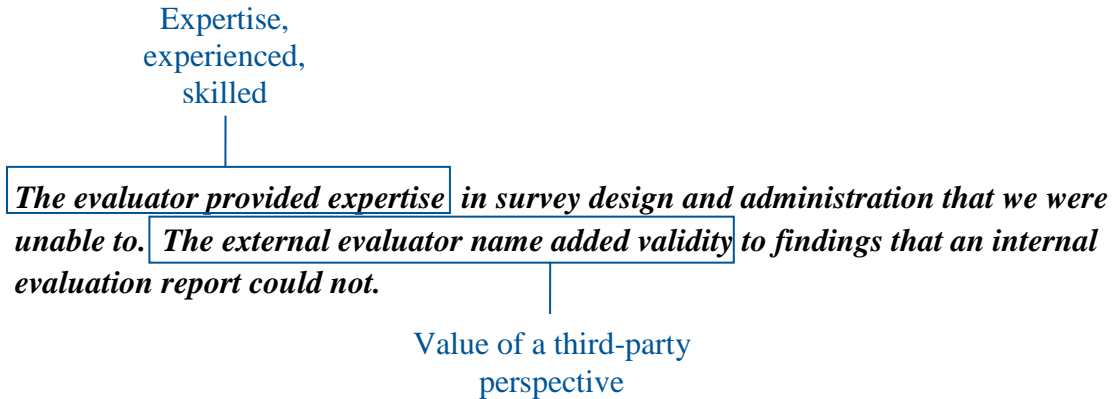 Expertise,
experienced,
skilled
The evaluator provided expertise in survey design and administration that we were
unable to. The external evaluator name added validity to findings that an internal
evaluation report could not.
Value of a third-party
perspective